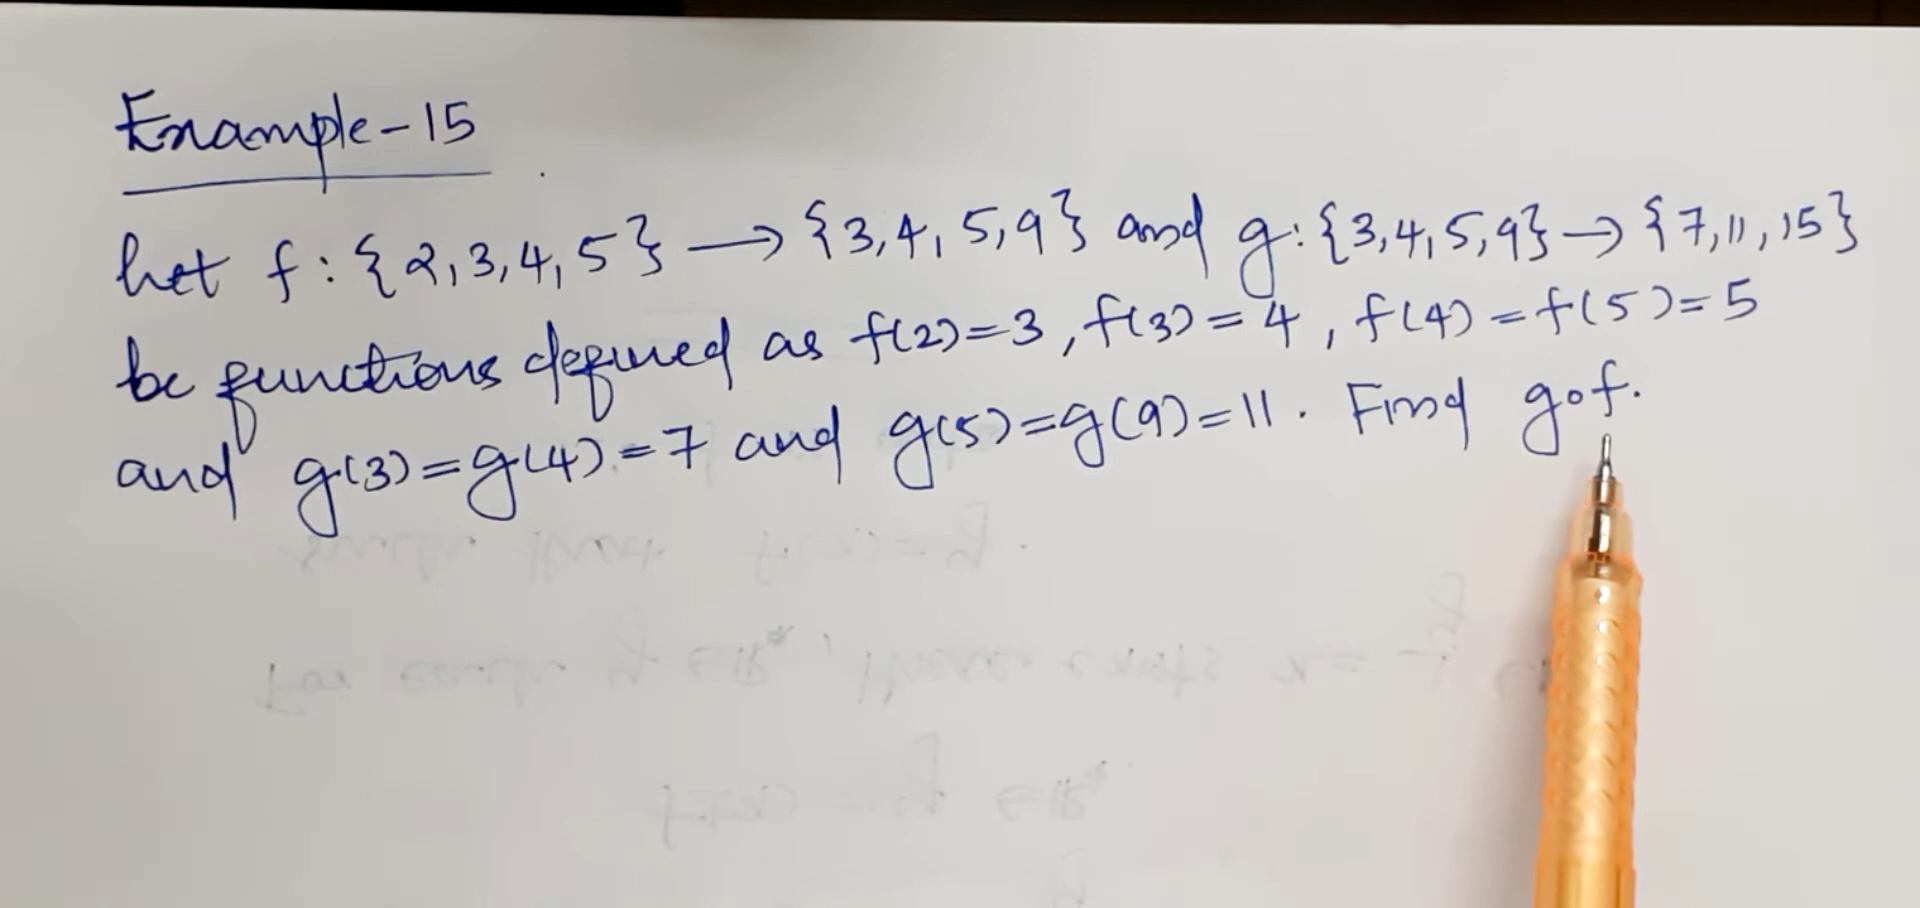 Example-15
Let f : {2,3,4,5} → {3,4,5,9} and g : {3,4,5,9} → {7,11,15}
be functions defined as f(2)=3, f(3)=4, f(4)=f(5)=5
and g(3)=g(4)=7 and g(5)=g(9)=11. Find gof.